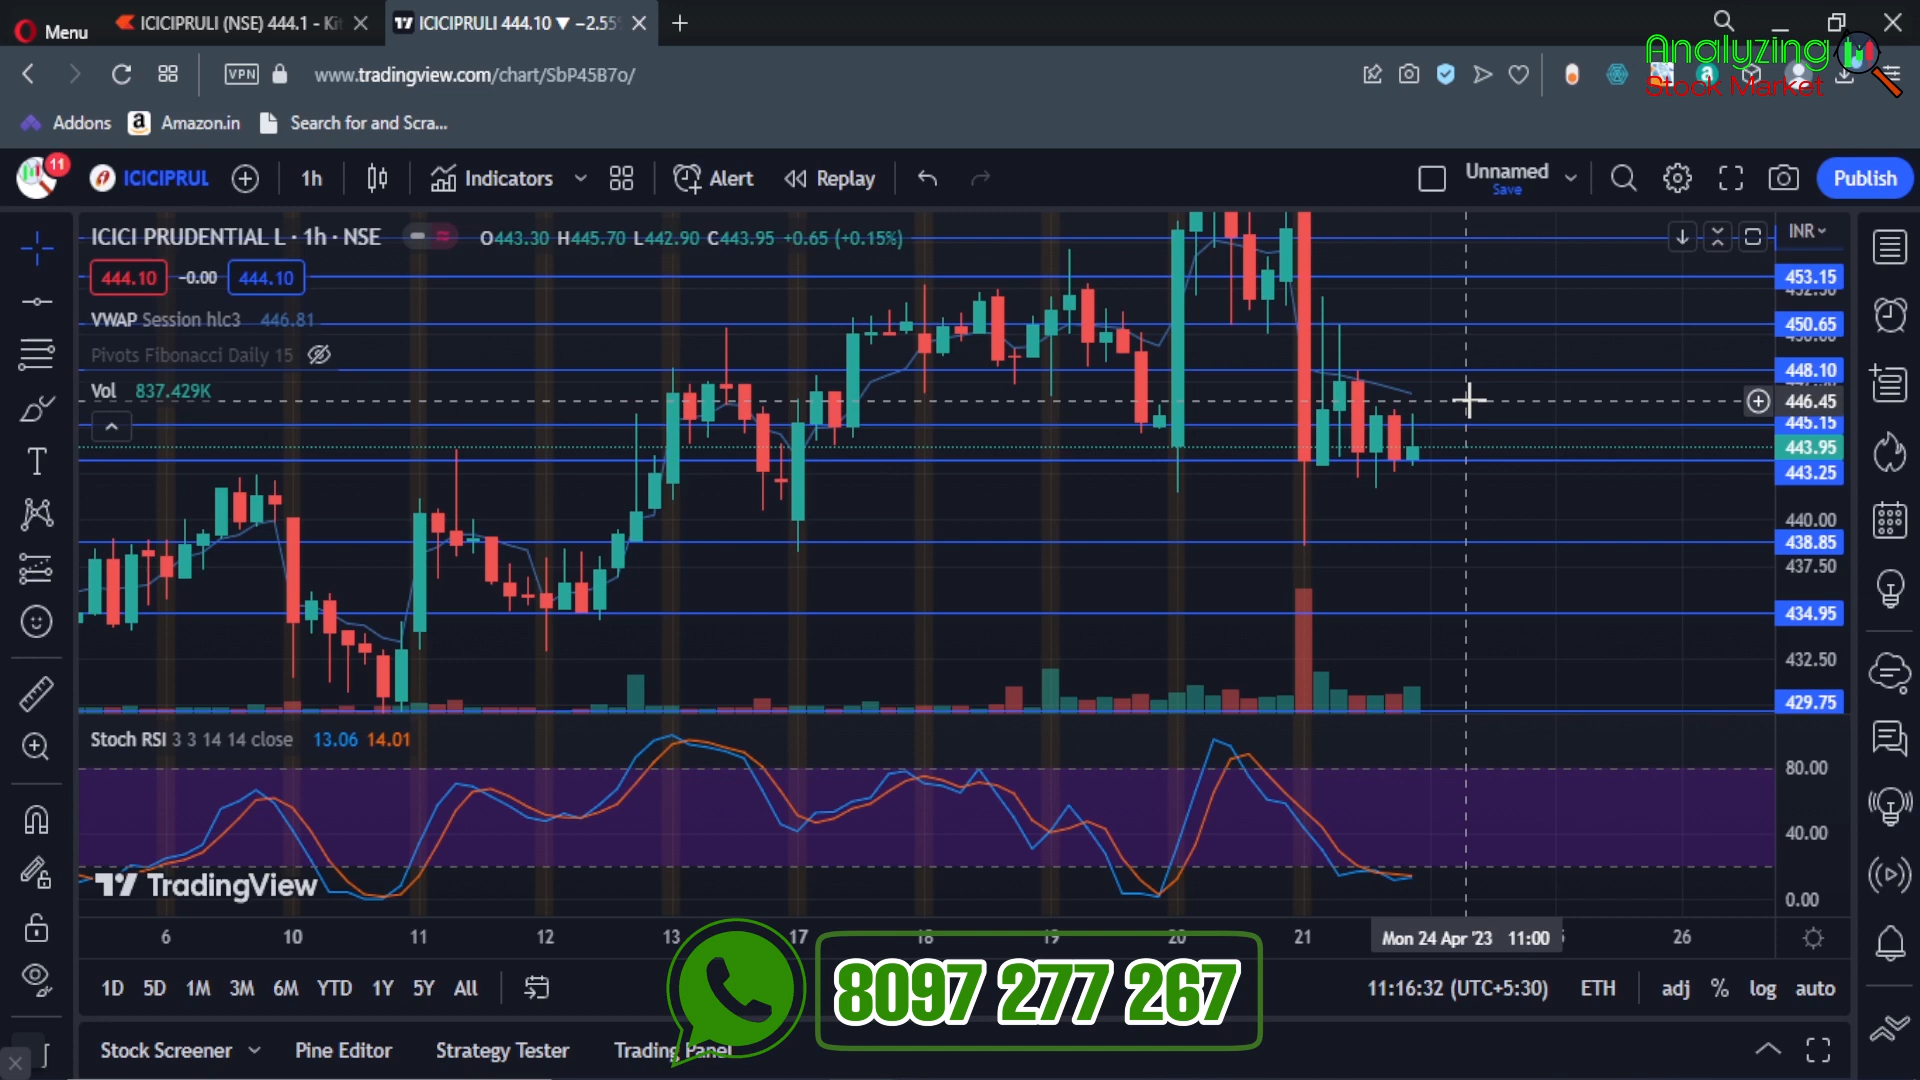 Menu
ICICIPRULI (NSE) 444.1 - Kit
ICICIPRULI 444.10 ▼ −2.55%
Analyzing
Stock Market
VPN
www.tradingview.com/chart/SbP45B7o/
Addons
Amazon.in
Search for and Scra...
11
ICICIPRUL
1h
Indicators
Alert
Replay
Unnamed
Save
Publish
ICICI PRUDENTIAL L · 1h · NSE
O443.30 H445.70 L442.90 C443.95 +0.65 (+0.15%)
INR
444.10 −0.00 444.10
VWAP Session hlc3 446.81
Pivots Fibonacci Daily 15
Vol 837.429K
453.15
452.50
450.65
448.10
446.45
445.15
443.95
443.25
440.00
438.85
437.50
434.95
432.50
429.75
Stoch RSI 3 3 14 14 close 13.06 14.01
80.00
40.00
0.00
TradingView
6 10 11 12 13 17 18 19 20 21 Mon 24 Apr '23 11:00 26
1D 5D 1M 3M 6M YTD 1Y 5Y All
8097 277 267
11:16:32 (UTC+5:30) ETH adj % log auto
Stock Screener Pine Editor Strategy Tester Trading Panel